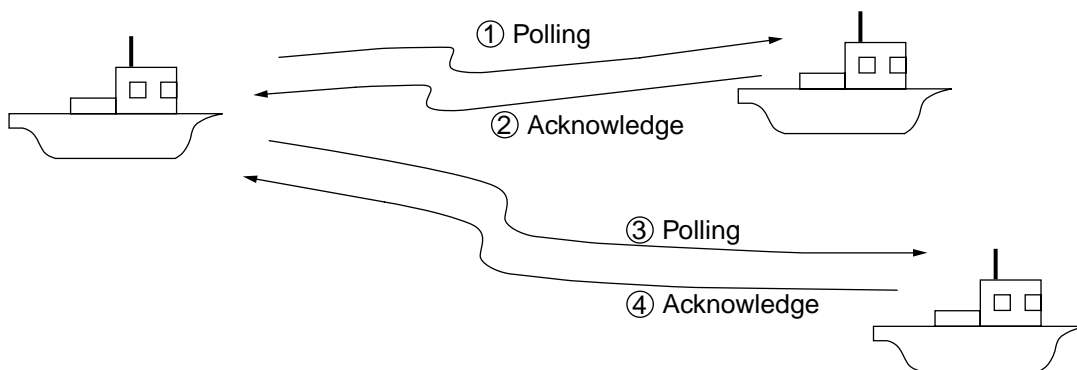 ① Polling
② Acknowledge
③ Polling
④ Acknowledge